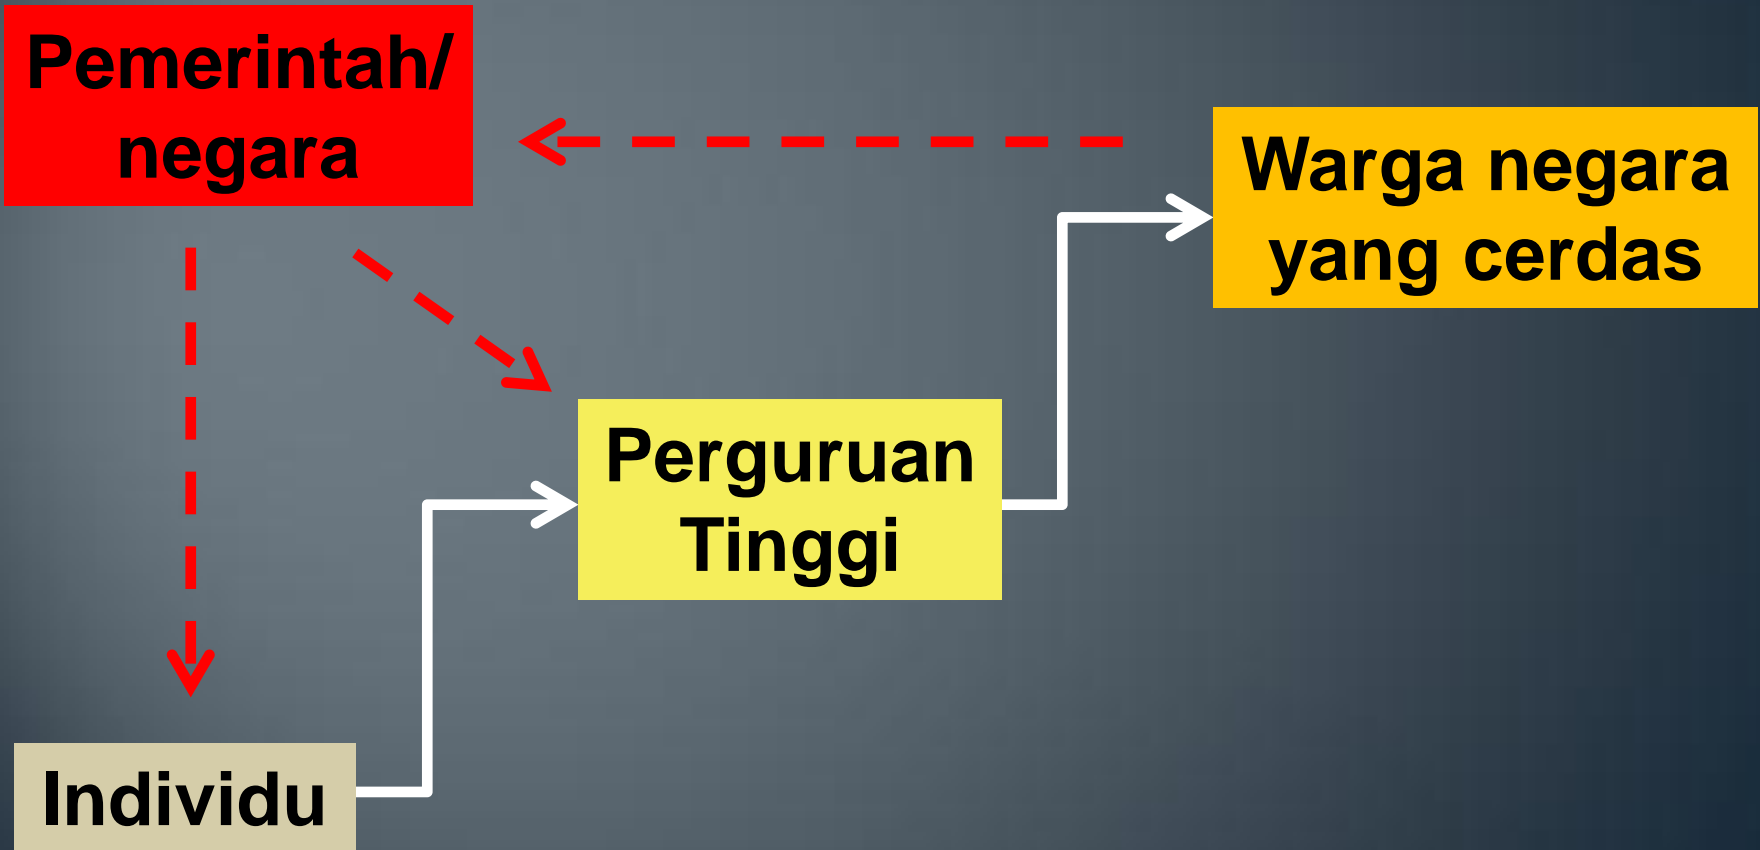 Pemerintah/
negara
Warga negara
yang cerdas
Perguruan
Tinggi
Individu